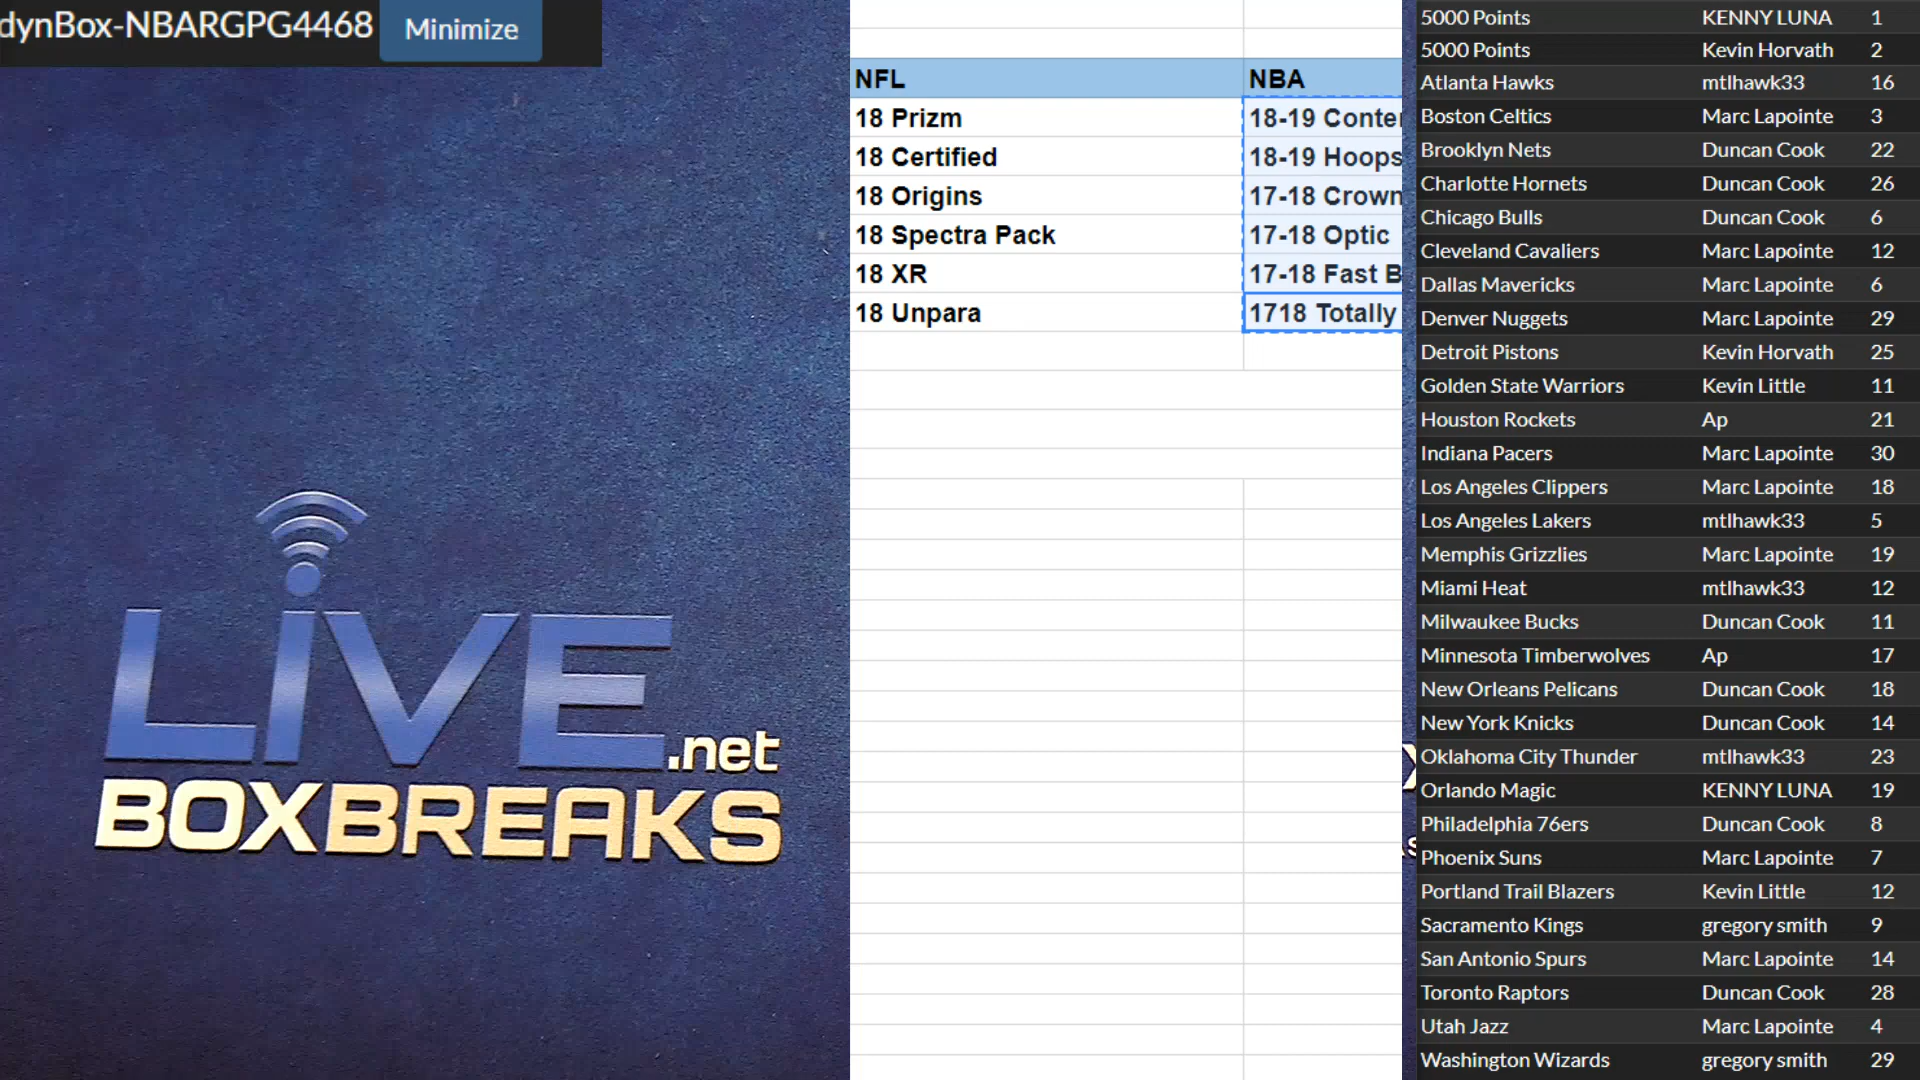 dynBox-NBARGPG4468 Minimize
LIVE.net
BOXBREAKS
NFL NBA
18 Prizm 18-19 Conte
18 Certified 18-19 Hoops
18 Origins 17-18 Crown
18 Spectra Pack 17-18 Optic
18 XR 17-18 Fast B
18 Unpara 1718 Totally
5000 Points KENNY LUNA 1
5000 Points Kevin Horvath 2
Atlanta Hawks mtlhawk33 16
Boston Celtics Marc Lapointe 3
Brooklyn Nets Duncan Cook 22
Charlotte Hornets Duncan Cook 26
Chicago Bulls Duncan Cook 6
Cleveland Cavaliers Marc Lapointe 12
Dallas Mavericks Marc Lapointe 6
Denver Nuggets Marc Lapointe 29
Detroit Pistons Kevin Horvath 25
Golden State Warriors Kevin Little 11
Houston Rockets Ap 21
Indiana Pacers Marc Lapointe 30
Los Angeles Clippers Marc Lapointe 18
Los Angeles Lakers mtlhawk33 5
Memphis Grizzlies Marc Lapointe 19
Miami Heat mtlhawk33 12
Milwaukee Bucks Duncan Cook 11
Minnesota Timberwolves Ap 17
New Orleans Pelicans Duncan Cook 18
New York Knicks Duncan Cook 14
Oklahoma City Thunder mtlhawk33 23
Orlando Magic KENNY LUNA 19
Philadelphia 76ers Duncan Cook 8
Phoenix Suns Marc Lapointe 7
Portland Trail Blazers Kevin Little 12
Sacramento Kings gregory smith 9
San Antonio Spurs Marc Lapointe 14
Toronto Raptors Duncan Cook 28
Utah Jazz Marc Lapointe 4
Washington Wizards gregory smith 29